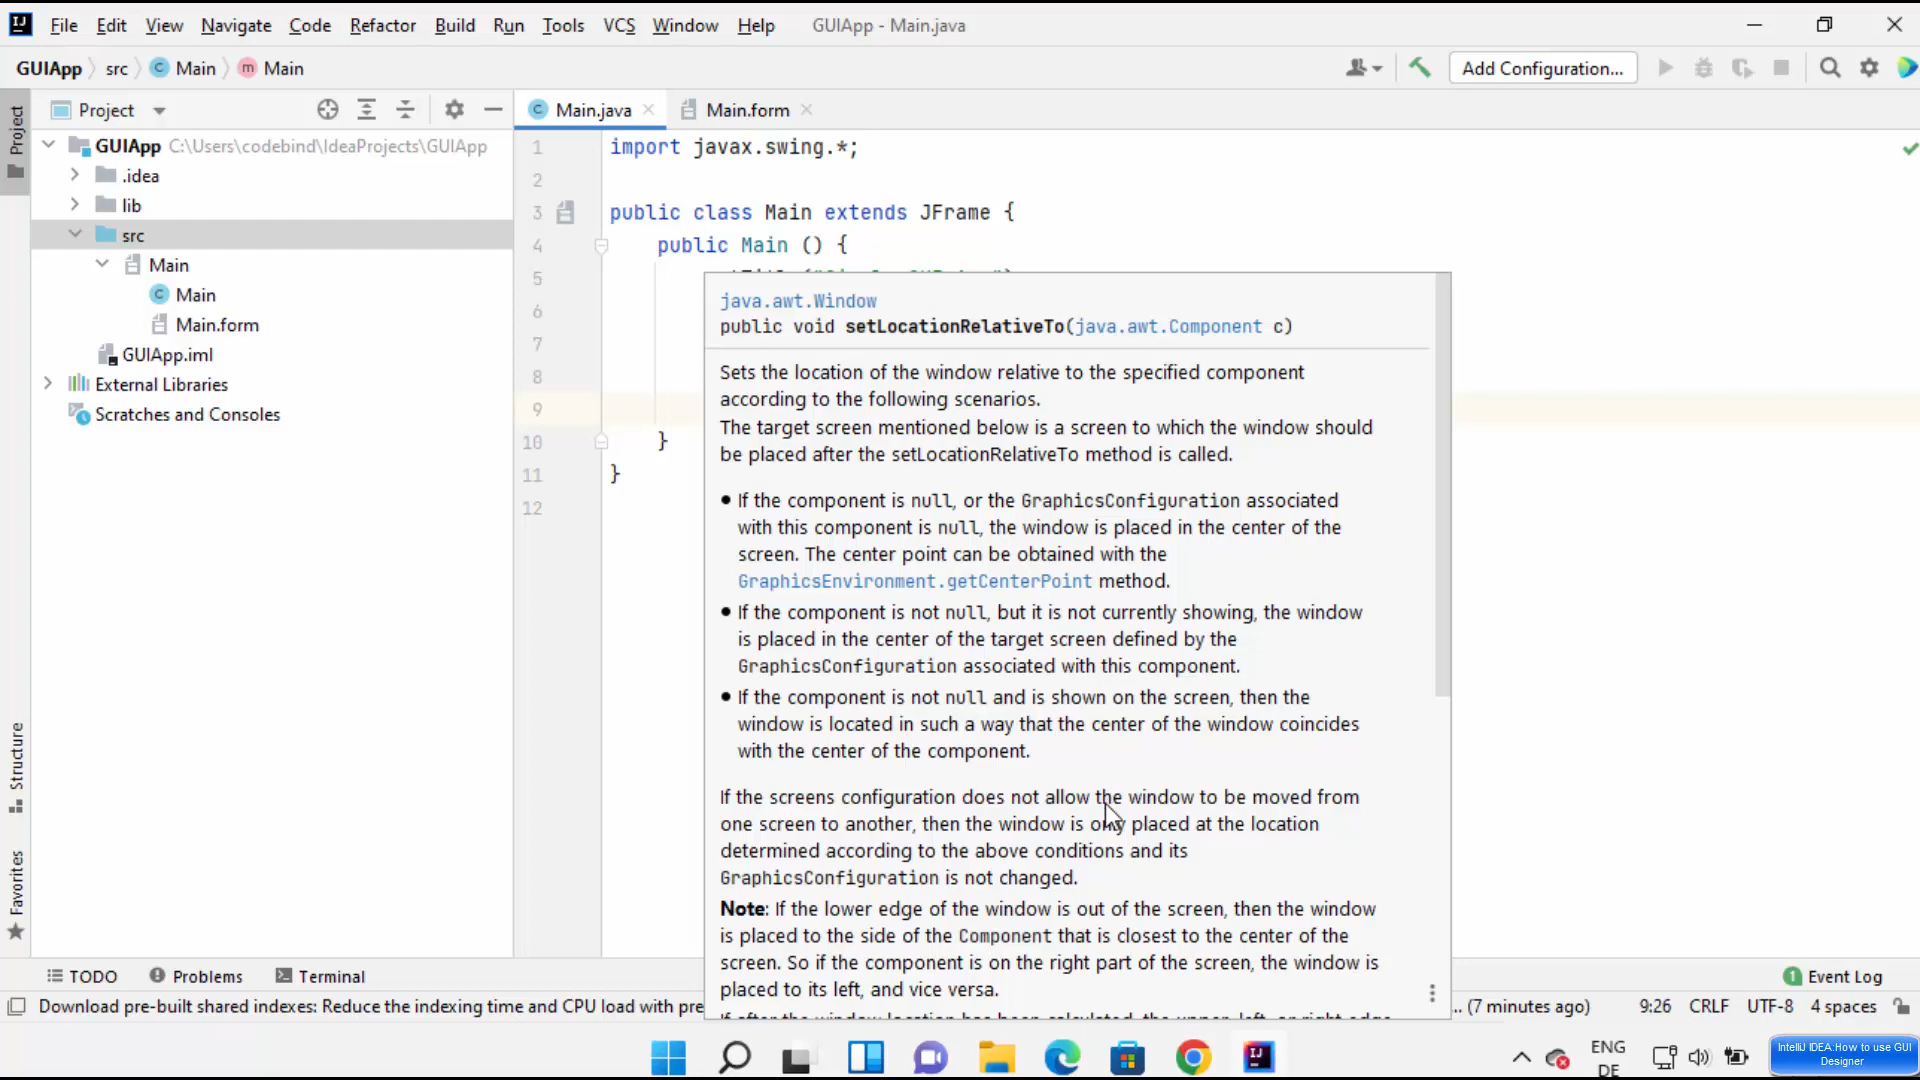 File Edit View Navigate Code Refactor Build Run Tools VCS Window Help GUIApp - Main.java
GUIApp src Main Main Add Configuration...
Project
Project Main.java Main.form
GUIApp C:\Users\codebind\IdeaProjects\GUIApp
.idea
lib
src
Main
Main
Main.form
GUIApp.iml
External Libraries
Scratches and Consoles
1 import javax.swing.*;
2
3 public class Main extends JFrame {
4 public Main () {
5
6
7
8
9
10 }
11 }
12
java.awt.Window
public void setLocationRelativeTo(java.awt.Component c)
Sets the location of the window relative to the specified component
according to the following scenarios.
The target screen mentioned below is a screen to which the window should
be placed after the setLocationRelativeTo method is called.
If the component is null, or the GraphicsConfiguration associated
with this component is null, the window is placed in the center of the
screen. The center point can be obtained with the
GraphicsEnvironment.getCenterPoint method.
If the component is not null, but it is not currently showing, the window
is placed in the center of the target screen defined by the
GraphicsConfiguration associated with this component.
If the component is not null and is shown on the screen, then the
window is located in such a way that the center of the window coincides
with the center of the component.
If the screens configuration does not allow the window to be moved from
one screen to another, then the window is only placed at the location
determined according to the above conditions and its
GraphicsConfiguration is not changed.
Note: If the lower edge of the window is out of the screen, then the window
is placed to the side of the Component that is closest to the center of the
screen. So if the component is on the right part of the screen, the window is
placed to its left, and vice versa.
Structure
Favorites
TODO Problems Terminal 1 Event Log
Download pre-built shared indexes: Reduce the indexing time and CPU load with pre .. (7 minutes ago) 9:26 CRLF UTF-8 4 spaces
ENG
DE
IntelliJ IDEA:How to use GUI
Designer